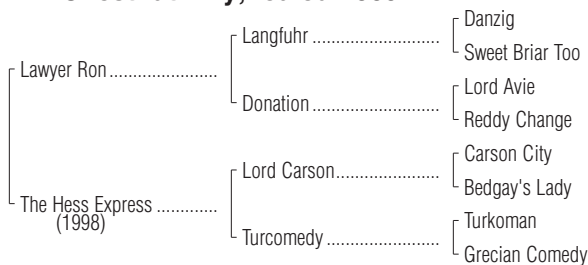 Danzig
Langfuhr ........................................
Sweet Briar Too
Lawyer Ron ......................
Lord Avie
Donation ........................................
Reddy Change
Carson City
Lord Carson.................................
Bedgay's Lady
The Hess Express ............
(1998)
Turkoman
Turcomedy ...................................
Grecian Comedy